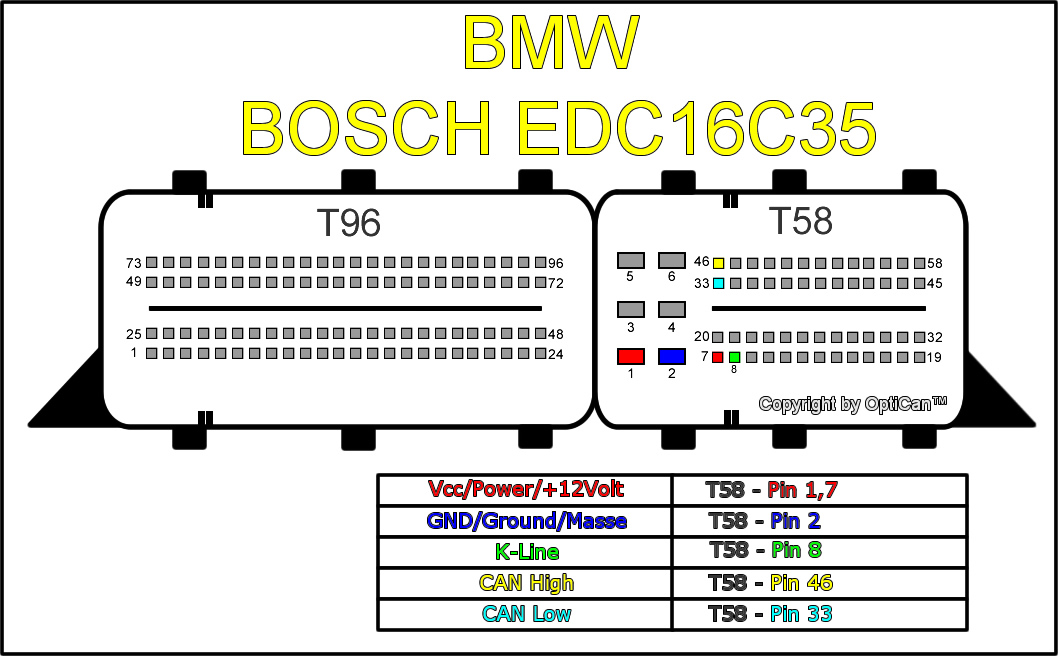 BMW
BOSCH EDC16C35
T96
T58
73 96
49 72
25 48
1 24
5 6
3 4
1 2
46 58
33 45
20 32
7 19
8
Copyright by OptiCan™
Vcc/Power/+12Volt T58 - Pin 1,7
GND/Ground/Masse T58 - Pin 2
K-Line T58 - Pin 8
CAN High T58 - Pin 46
CAN Low T58 - Pin 33